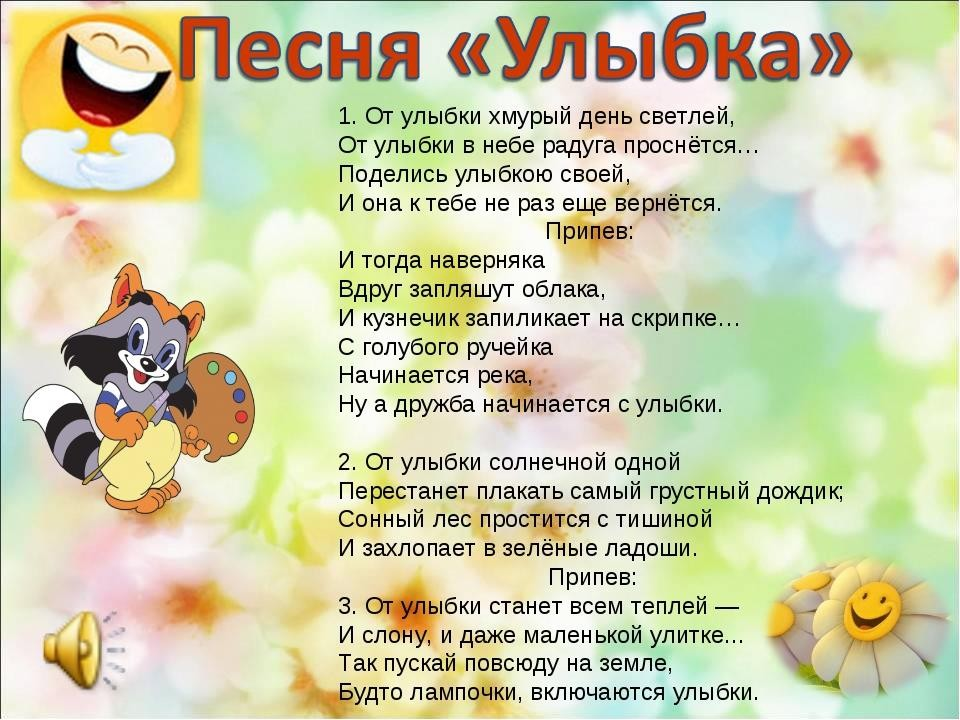 Песня «Улыбка»
1. От улыбки хмурый день светлей,
От улыбки в небе радуга проснётся…
Поделись улыбкою своей,
И она к тебе не раз еще вернётся.
Припев:
И тогда наверняка
Вдруг запляшут облака,
И кузнечик запиликает на скрипке…
С голубого ручейка
Начинается река,
Ну а дружба начинается с улыбки.
2. От улыбки солнечной одной
Перестанет плакать самый грустный дождик;
Сонный лес простится с тишиной
И захлопает в зелёные ладоши.
Припев:
3. От улыбки станет всем теплей —
И слону, и даже маленькой улитке...
Так пускай повсюду на земле,
Будто лампочки, включаются улыбки.